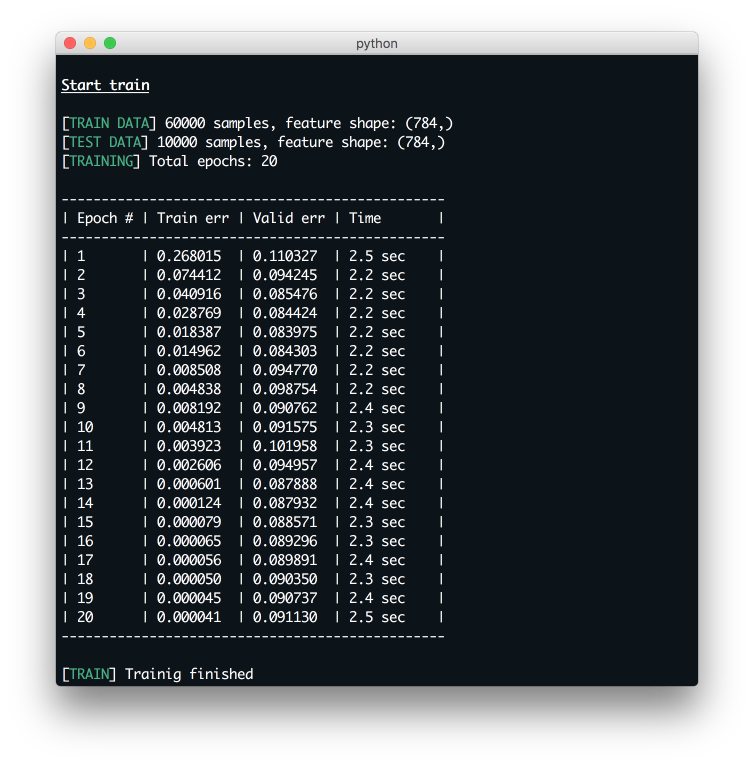 python
Start train
[TRAIN DATA] 60000 samples, feature shape: (784,)
[TEST DATA] 10000 samples, feature shape: (784,)
[TRAINING] Total epochs: 20
------------------------------------------------
| Epoch # | Train err | Valid err | Time       |
------------------------------------------------
| 1       | 0.268015  | 0.110327  | 2.5 sec    |
| 2       | 0.074412  | 0.094245  | 2.2 sec    |
| 3       | 0.040916  | 0.085476  | 2.2 sec    |
| 4       | 0.028769  | 0.084424  | 2.2 sec    |
| 5       | 0.018387  | 0.083975  | 2.2 sec    |
| 6       | 0.014962  | 0.084303  | 2.2 sec    |
| 7       | 0.008508  | 0.094770  | 2.2 sec    |
| 8       | 0.004838  | 0.098754  | 2.2 sec    |
| 9       | 0.008192  | 0.090762  | 2.4 sec    |
| 10      | 0.004813  | 0.091575  | 2.3 sec    |
| 11      | 0.003923  | 0.101958  | 2.3 sec    |
| 12      | 0.002606  | 0.094957  | 2.4 sec    |
| 13      | 0.000601  | 0.087888  | 2.4 sec    |
| 14      | 0.000124  | 0.087932  | 2.4 sec    |
| 15      | 0.000079  | 0.088571  | 2.3 sec    |
| 16      | 0.000065  | 0.089296  | 2.3 sec    |
| 17      | 0.000056  | 0.089891  | 2.4 sec    |
| 18      | 0.000050  | 0.090350  | 2.3 sec    |
| 19      | 0.000045  | 0.090737  | 2.4 sec    |
| 20      | 0.000041  | 0.091130  | 2.5 sec    |
------------------------------------------------
[TRAIN] Trainig finished